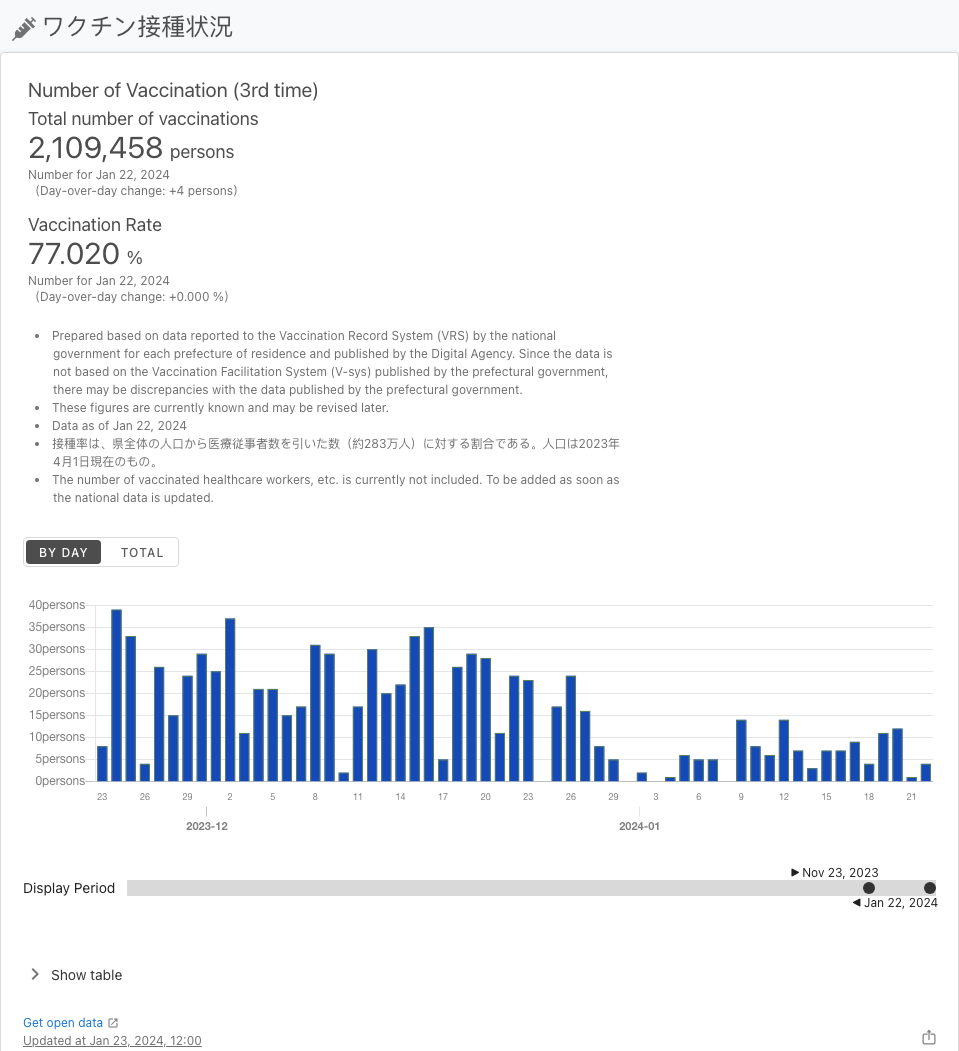 ワクチン接種状況
Number of Vaccination (3rd time)
Total number of vaccinations
2,109,458 persons
Number for Jan 22, 2024
(Day-over-day change: +4 persons)
Vaccination Rate
77.020 %
Number for Jan 22, 2024
(Day-over-day change: +0.000 %)
• Prepared based on data reported to the Vaccination Record System (VRS) by the national
government for each prefecture of residence and published by the Digital Agency. Since the data is
not based on the Vaccination Facilitation System (V-sys) published by the prefectural government,
there may be discrepancies with the data published by the prefectural government.
• These figures are currently known and may be revised later.
• Data as of Jan 22, 2024
• 接種率は、県全体の人口から医療従事者数を引いた数（約283万人）に対する割合である。人口は2023年
4月1日現在のもの。
• The number of vaccinated healthcare workers, etc. is currently not included. To be added as soon as
the national data is updated.
BY DAY TOTAL
40persons
35persons
30persons
25persons
20persons
15persons
10persons
5persons
0persons
23 26 29 2 5 8 11 14 17 20 23 26 29 3 6 9 12 15 18 21
2023-12 2024-01
Nov 23, 2023
Display Period
Jan 22, 2024
Show table
Get open data
Updated at Jan 23, 2024, 12:00